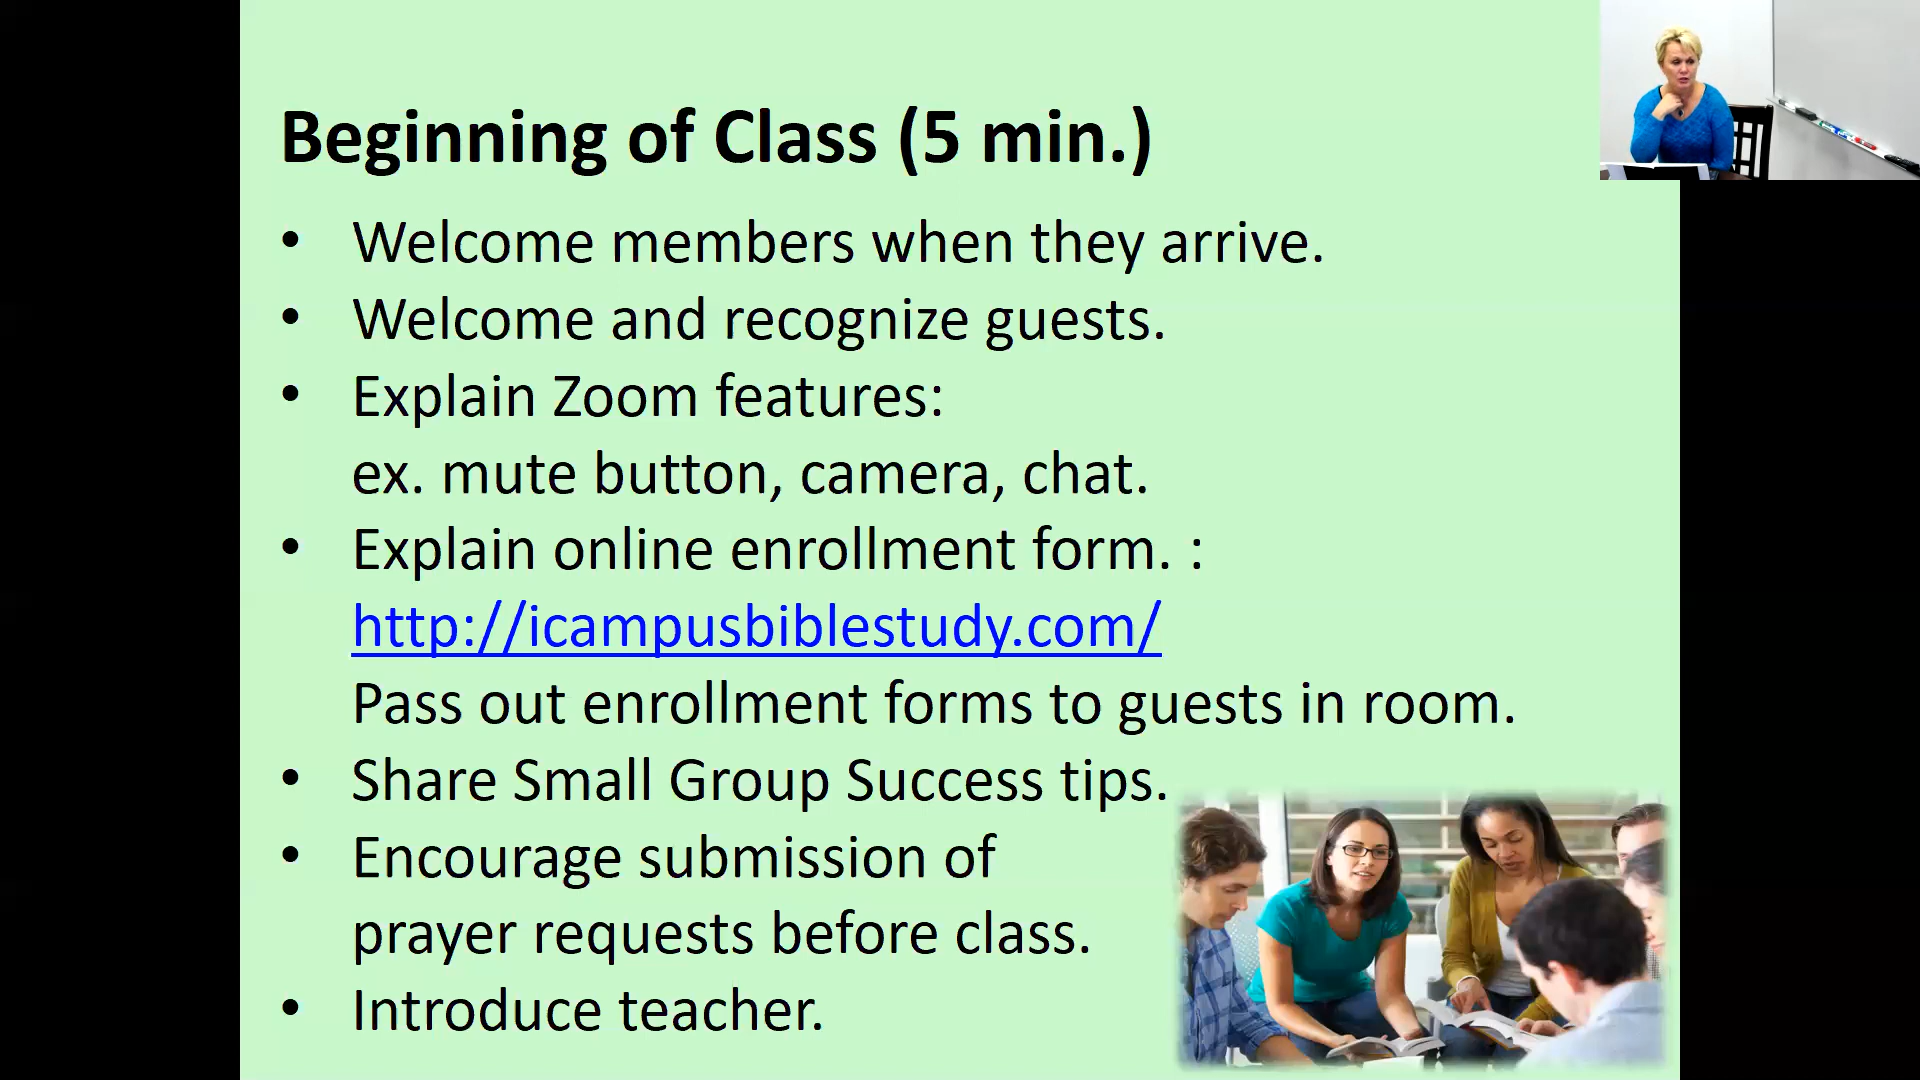 Beginning of Class (5 min.)
• Welcome members when they arrive.
• Welcome and recognize guests.
• Explain Zoom features:
ex. mute button, camera, chat.
• Explain online enrollment form. :
http://icampusbiblestudy.com/
Pass out enrollment forms to guests in room.
• Share Small Group Success tips.
• Encourage submission of
prayer requests before class.
• Introduce teacher.